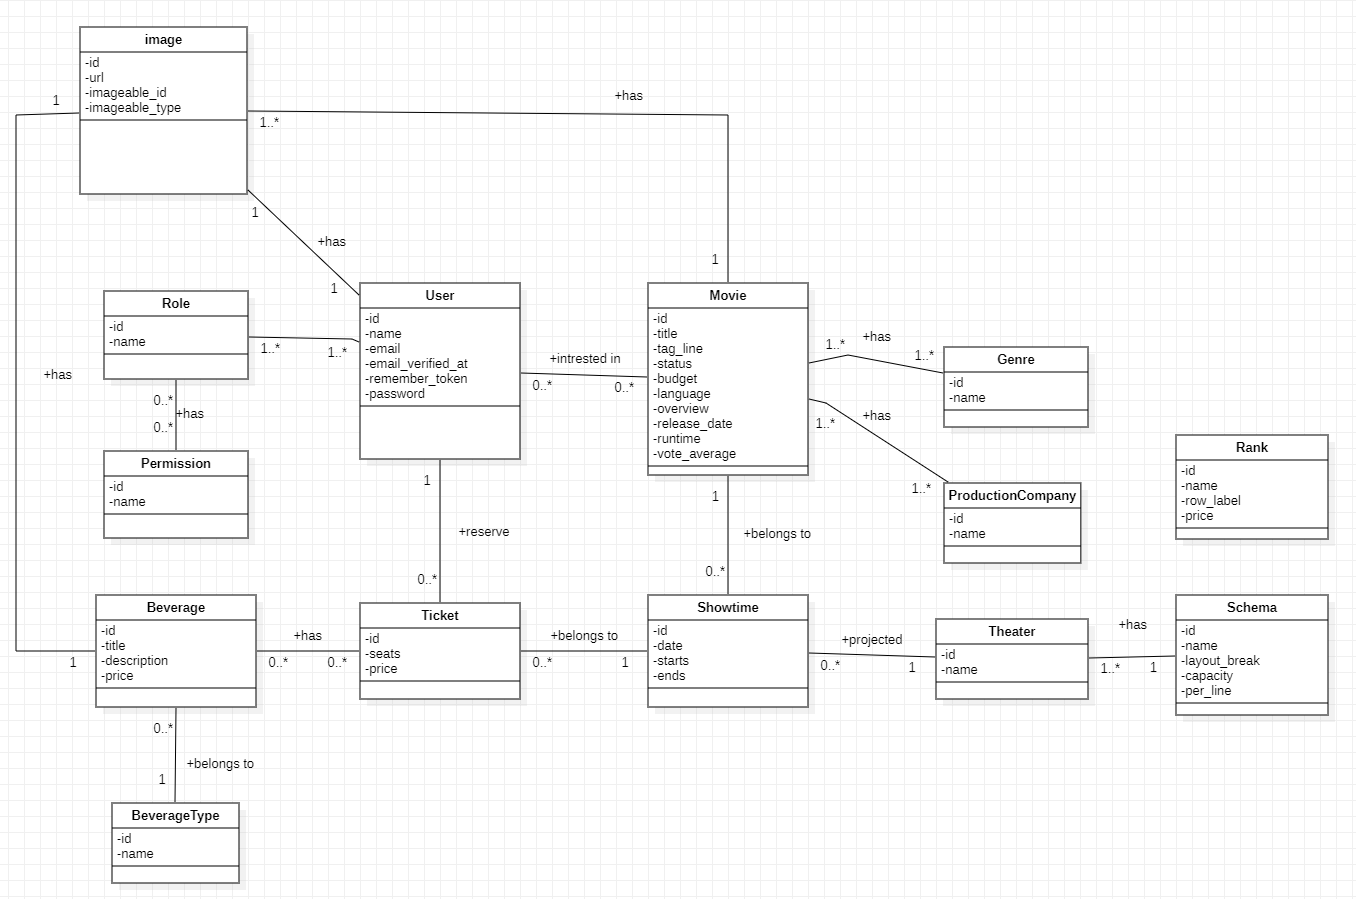 image
-id
-url
-imageable_id
-imageable_type
1
1..*
+has
1
+has
1
1
+has
Role
-id
-name
1..*
1..*
User
-id
-name
-email
-email_verified_at
-remember_token
-password
+intrested in
0..*
0..*
Movie
-id
-title
-tag_line
-status
-budget
-language
-overview
-release_date
-runtime
-vote_average
1..*
+has
1..*
Genre
-id
-name
+has
1..*
1..*
ProductionCompany
-id
-name
Rank
-id
-name
-row_label
-price
0..*
+has
0..*
Permission
-id
-name
1
+reserve
0..*
1
+belongs to
0..*
Beverage
-id
-title
-description
-price
1
+has
0..*
0..*
Ticket
-id
-seats
-price
+belongs to
0..*
1
Showtime
-id
-date
-starts
-ends
+projected
0..*
1
Theater
-id
-name
+has
1..*
1
Schema
-id
-name
-layout_break
-capacity
-per_line
0..*
+belongs to
1
BeverageType
-id
-name